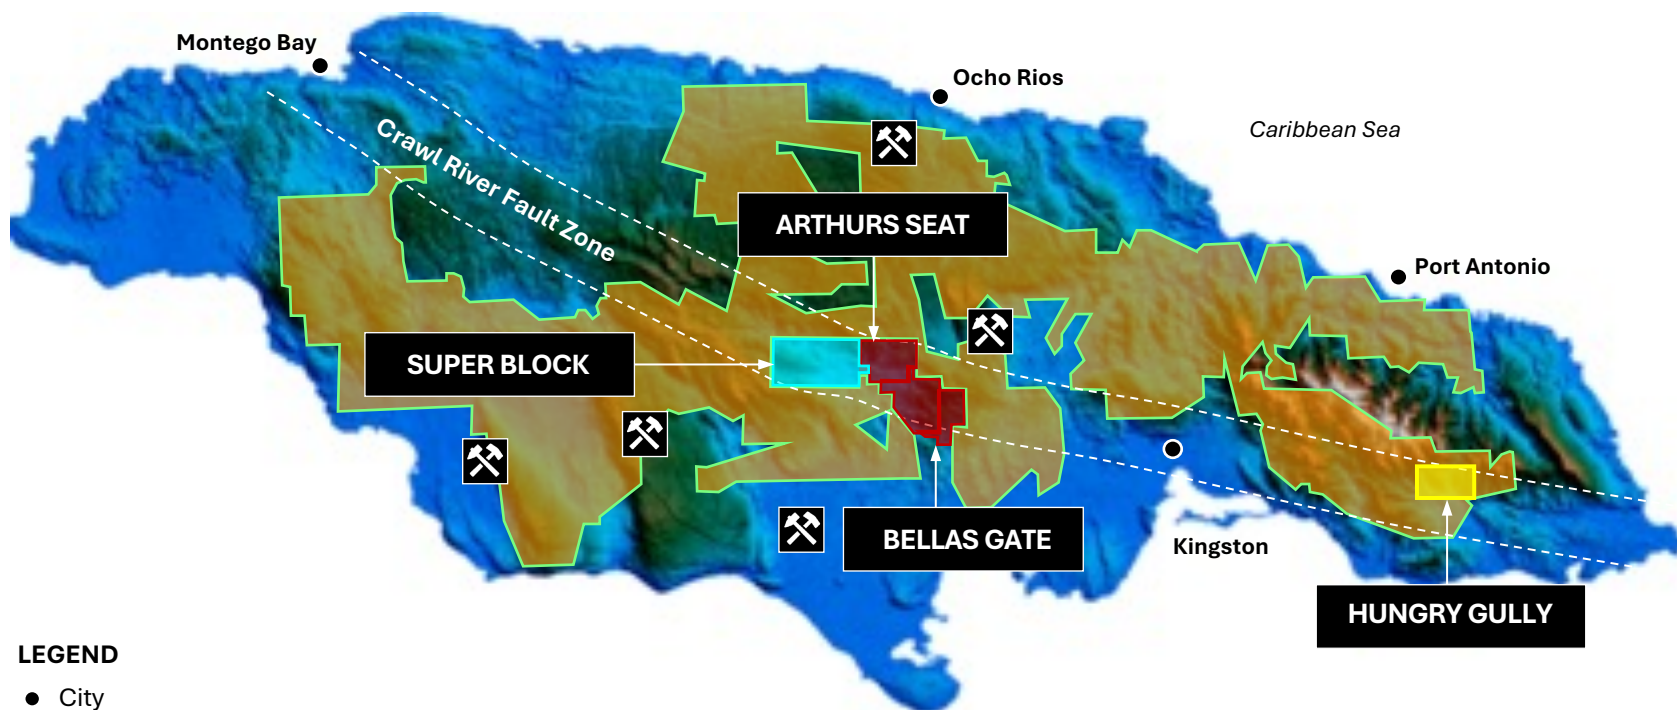 Montego Bay
Ocho Rios
Caribbean Sea
Crawl River Fault Zone
ARTHURS SEAT
Port Antonio
SUPER BLOCK
BELLAS GATE
Kingston
HUNGRY GULLY
LEGEND
City